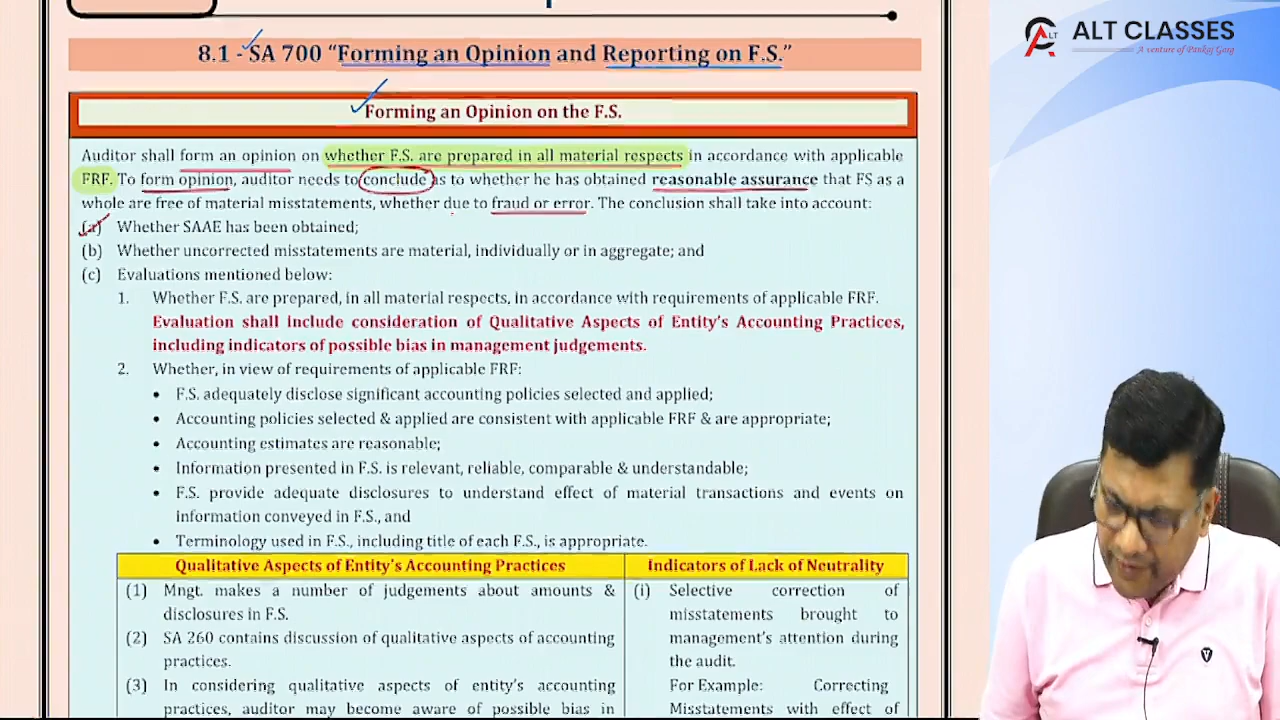 ALT CLASSES
A venture of Pankaj Garg
8.1 - SA 700 “Forming an Opinion and Reporting on F.S.”
Forming an Opinion on the F.S.
Auditor shall form an opinion on whether F.S. are prepared in all material respects in accordance with applicable
FRF. To form opinion, auditor needs to conclude as to whether he has obtained reasonable assurance that FS as a
whole are free of material misstatements, whether due to fraud or error. The conclusion shall take into account:
(a) Whether SAAE has been obtained;
(b) Whether uncorrected misstatements are material, individually or in aggregate; and
(c) Evaluations mentioned below:
1. Whether F.S. are prepared, in all material respects, in accordance with requirements of applicable FRF.
Evaluation shall include consideration of Qualitative Aspects of Entity’s Accounting Practices,
including indicators of possible bias in management judgements.
2. Whether, in view of requirements of applicable FRF:
• F.S. adequately disclose significant accounting policies selected and applied;
• Accounting policies selected & applied are consistent with applicable FRF & are appropriate;
• Accounting estimates are reasonable;
• Information presented in F.S. is relevant, reliable, comparable & understandable;
• F.S. provide adequate disclosures to understand effect of material transactions and events on
information conveyed in F.S., and
• Terminology used in F.S., including title of each F.S., is appropriate.
Qualitative Aspects of Entity’s Accounting Practices
(1) Mngt. makes a number of judgements about amounts &
disclosures in F.S.
(2) SA 260 contains discussion of qualitative aspects of accounting
practices.
(3) In considering qualitative aspects of entity’s accounting
practices, auditor may become aware of possible bias in
Indicators of Lack of Neutrality
(i) Selective correction of
misstatements brought to
management’s attention during
the audit.
For Example: Correcting
Misstatements with effect of